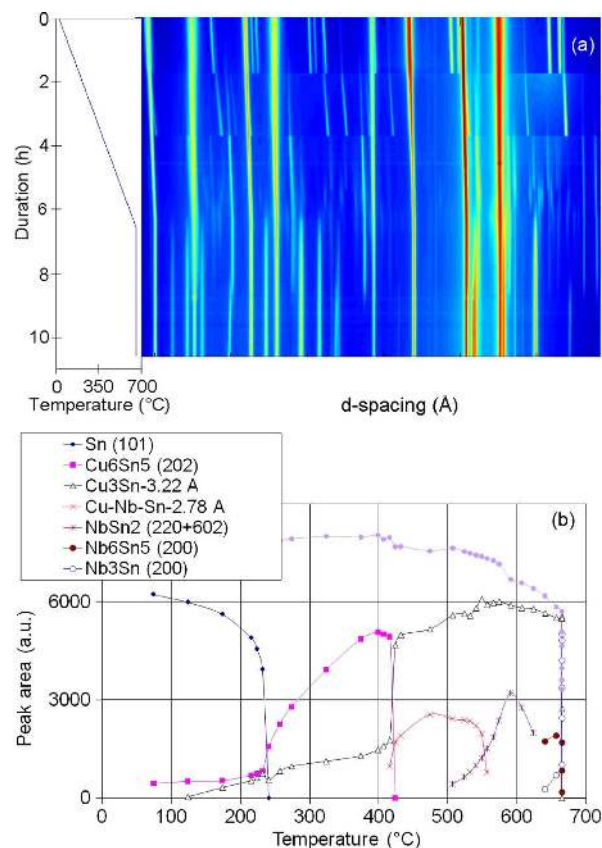 (a)
0
2
4
6
8
10
Duration (h)
0 350 700
Temperature (°C)
d-spacing (Å)
Sn (101)
Cu6Sn5 (202)
Cu3Sn-3.22 A
Cu-Nb-Sn-2.78 A
NbSn2 (220+602)
Nb6Sn5 (200)
Nb3Sn (200)
(b)
6000
3000
0
Peak area (a.u.)
0 100 200 300 400 500 600 700
Temperature (°C)